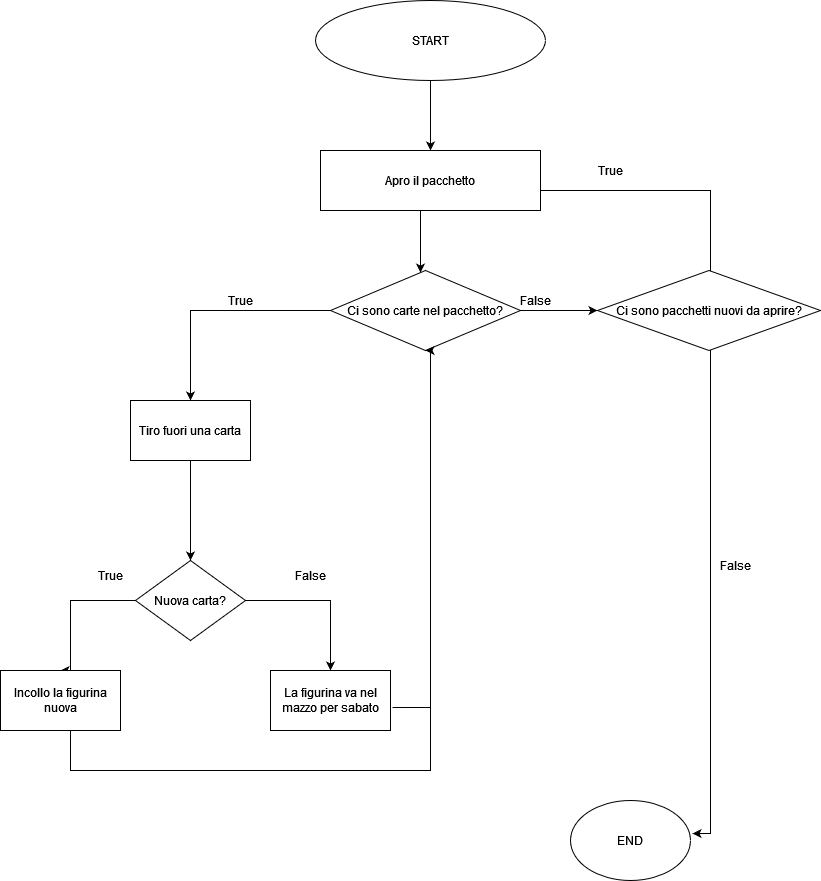 START
Apro il pacchetto
True
True
Ci sono carte nel pacchetto?
False
Ci sono pacchetti nuovi da aprire?
Tiro fuori una carta
True
False
False
Nuova carta?
Incollo la figurina
nuova
La figurina va nel
mazzo per sabato
END